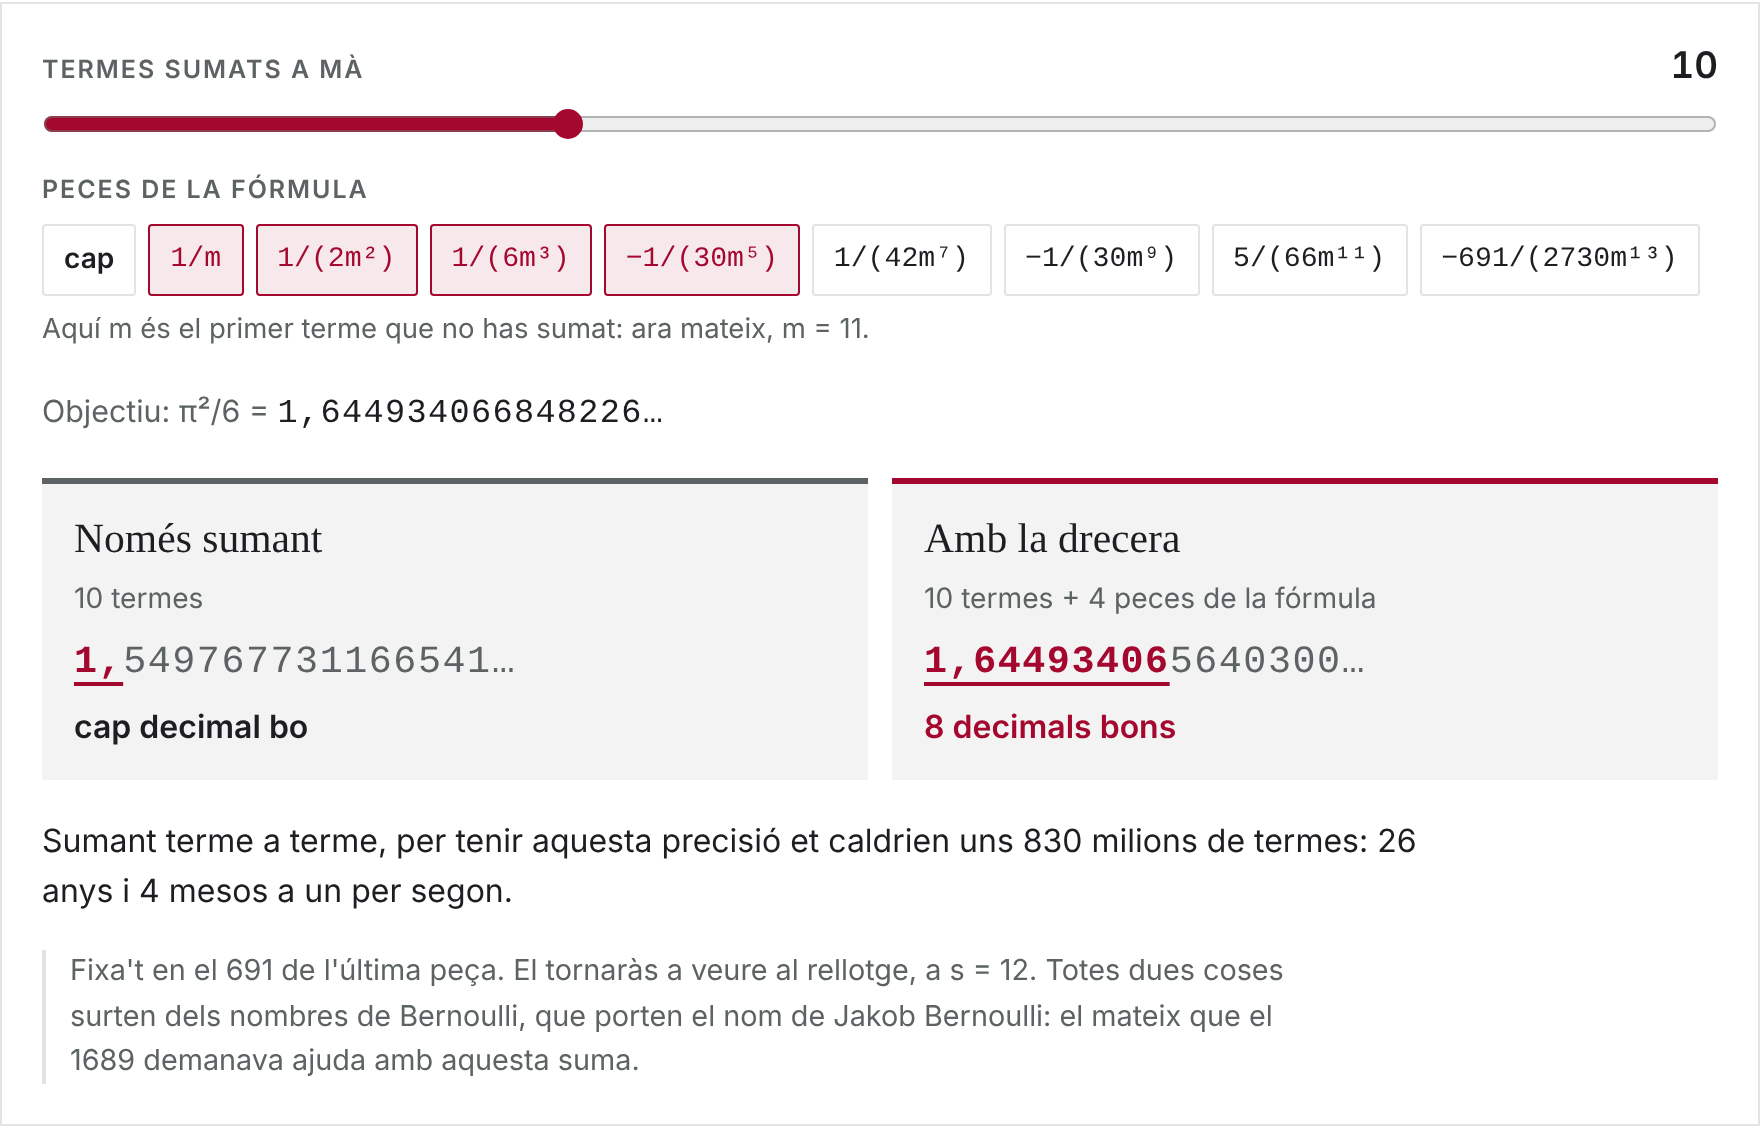 TERMES SUMATS A MÀ 10
PECES DE LA FÓRMULA
cap 1/m 1/(2m²) 1/(6m³) −1/(30m⁵) 1/(42m⁷) −1/(30m⁹) 5/(66m¹¹) −691/(2730m¹³)
Aquí m és el primer terme que no has sumat: ara mateix, m = 11.
Objectiu: π²/6 = 1,644934066848226…
Només sumant
10 termes
1,549767731166541…
cap decimal bo
Amb la drecera
10 termes + 4 peces de la fórmula
1,644934065640300…
8 decimals bons
Sumant terme a terme, per tenir aquesta precisió et caldrien uns 830 milions de termes: 26
anys i 4 mesos a un per segon.
Fixa't en el 691 de l'última peça. El tornaràs a veure al rellotge, a s = 12. Totes dues coses
surten dels nombres de Bernoulli, que porten el nom de Jakob Bernoulli: el mateix que el
1689 demanava ajuda amb aquesta suma.